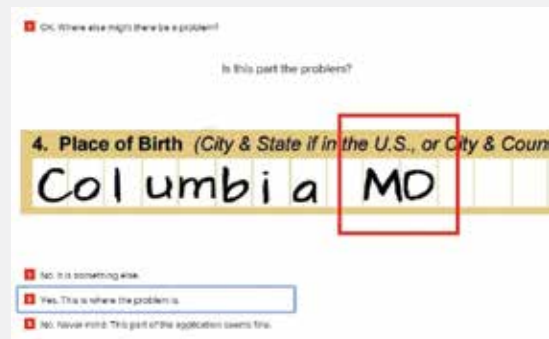 OK. Where else might there be a problem?
Is this part the problem?
4. Place of Birth (City & State if in the U.S., or City & Coun
Columbia MD
No. It is something else.
Yes. This is where the problem is.
No. Never mind. This part of the application seems fine.